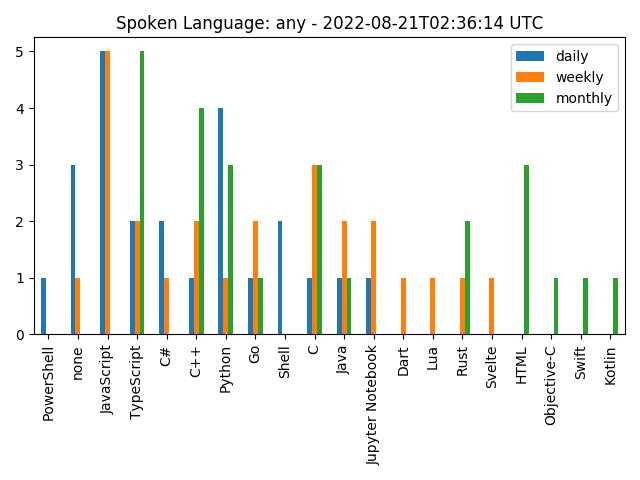 Spoken Language: any - 2022-08-21T02:36:14 UTC
daily
weekly
monthly
5
4
3
2
1
0
PowerShell
none
JavaScript
TypeScript
C#
C++
Python
Go
Shell
C
Java
Jupyter Notebook
Dart
Lua
Rust
Svelte
HTML
Objective-C
Swift
Kotlin